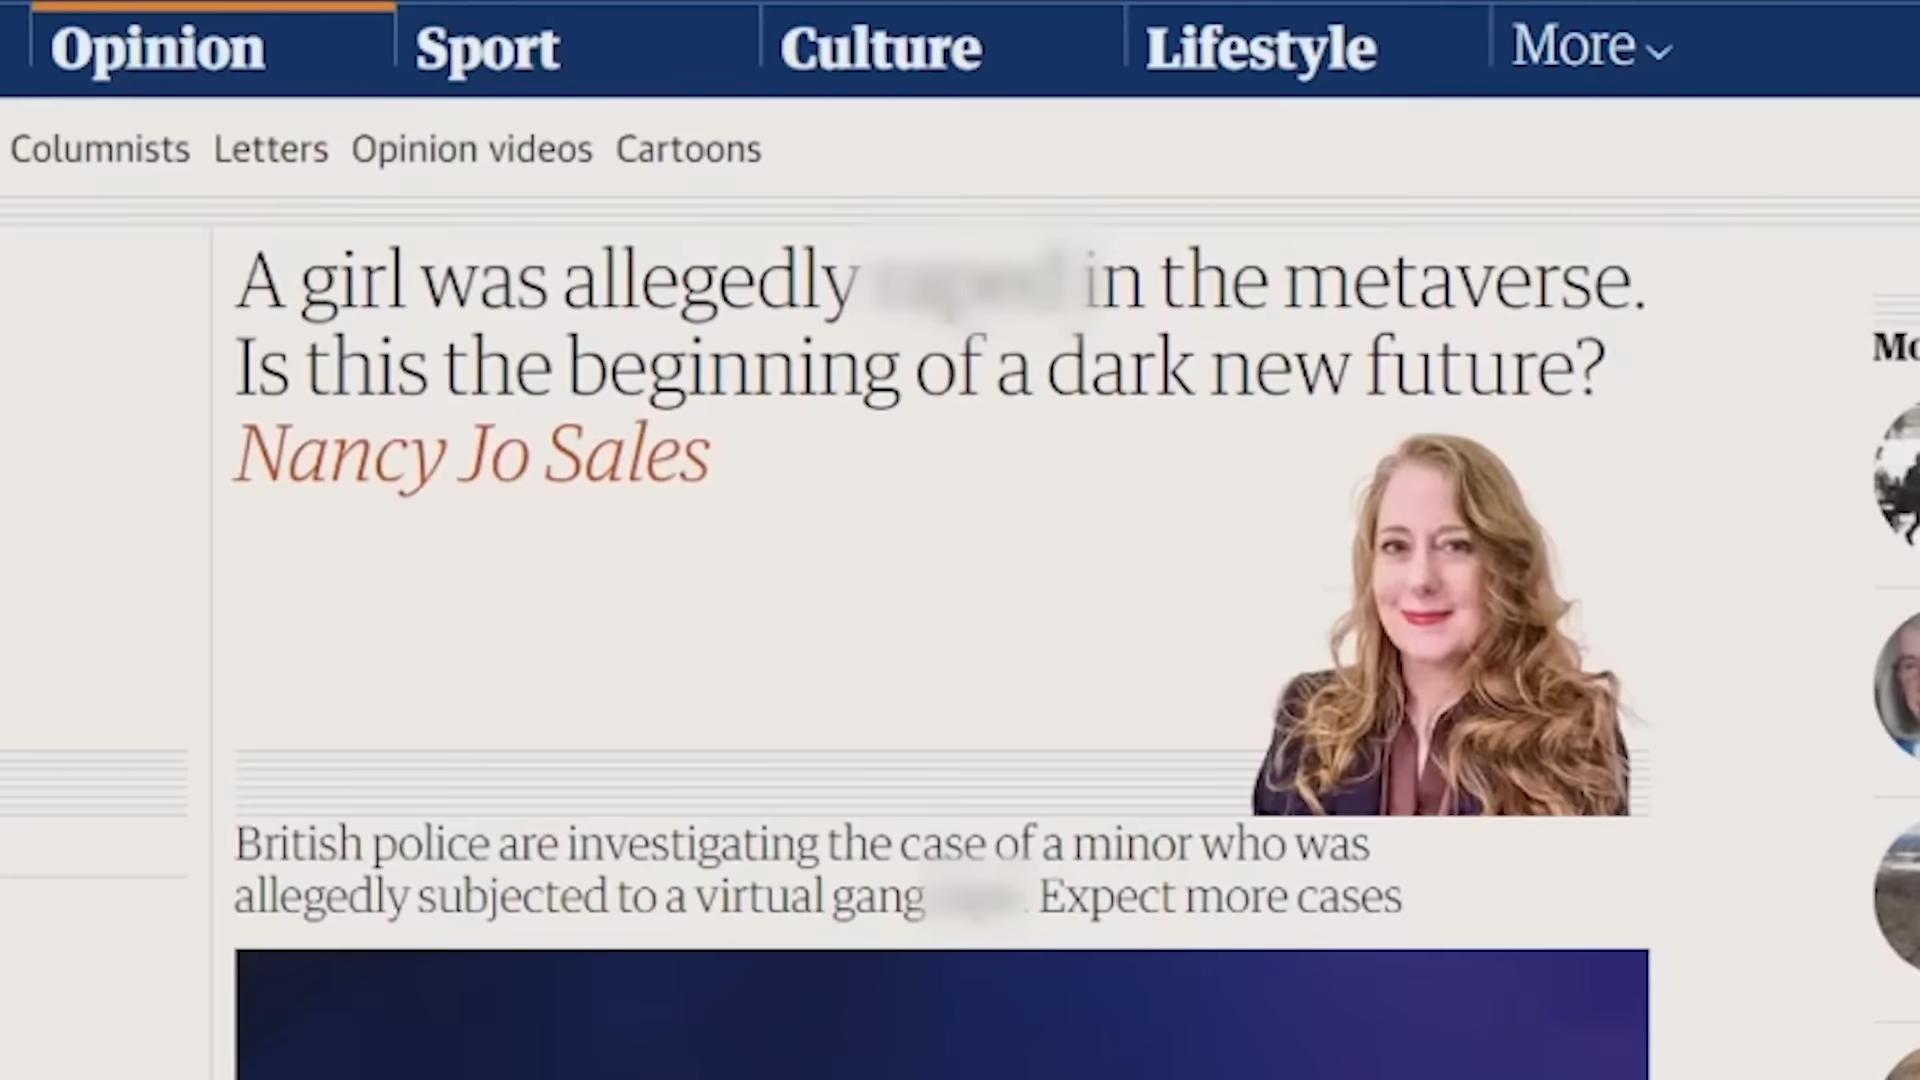 Opinion
Sport
Culture
Lifestyle
More
Columnists Letters Opinion videos Cartoons
A girl was allegedly in the metaverse.
Is this the beginning of a dark new future?
Nancy Jo Sales
British police are investigating the case of a minor who was
allegedly subjected to a virtual gang Expect more cases